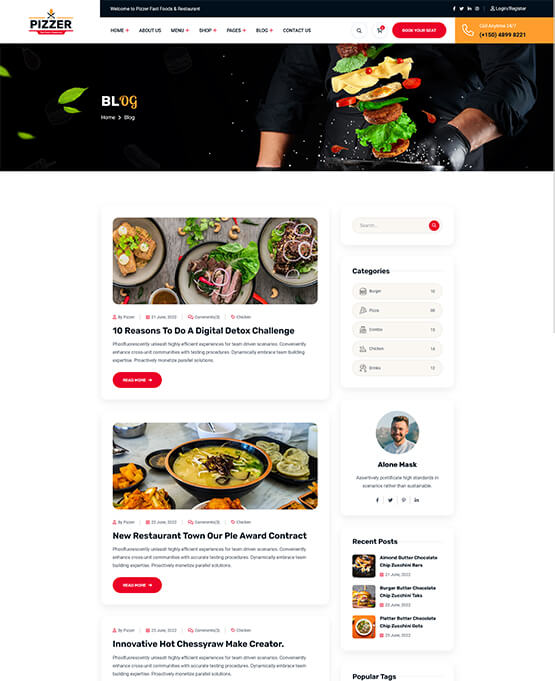 PIZZER
Welcome to Pizzer Fast Foods & Restaurant
Login/Register
HOME + ABOUT US MENU + SHOP + PAGES + BLOG + CONTACT US
BOOK YOUR SEAT
Call Anytime 24/7
(+150) 4899 8221
BLOG
Home > Blog
By Pizzer 21 June, 2022 Comments(3) Chicken
10 Reasons To Do A Digital Detox Challenge
Phosfluorescently unleash highly efficient experiences for team driven scenarios. Conveniently
enhance cross-unit communities with testing procedures. Dynamically embrace team building
expertise. Proactively monetize parallel solutions.
READ MORE →
By Pizzer 22 June, 2022 Comments(3) Chicken
New Restaurant Town Our Ple Award Contract
Phosfluorescently unleash highly efficient experiences for team driven scenarios. Conveniently
enhance cross-unit communities with accurate testing procedures. Dynamically embrace team
building expertise. Proactively monetize parallel solutions.
READ MORE →
By Pizzer 23 June, 2022 Comments(3) Chicken
Innovative Hot Chessyraw Make Creator.
Phosfluorescently unleash highly efficient experiences for team driven scenarios. Conveniently
enhance cross-unit communities with accurate testing procedures. Dynamically embrace team
Search...
Categories
Burger 10
Pizza
Combo
Chicken 14
Drinks 12
Alone Mask
Assertively pontificate high standards in
scenarios rather than sustainable.
Recent Posts
Almond Butter Chocolate
Chip Zucchini Bars
21 June, 2022
Burger Butter Chocolate
Chip Zucchini Taks
22 June, 2022
Platter Butter Chocolate
Chip Zucchini Gots
23 June, 2022
Popular Tags